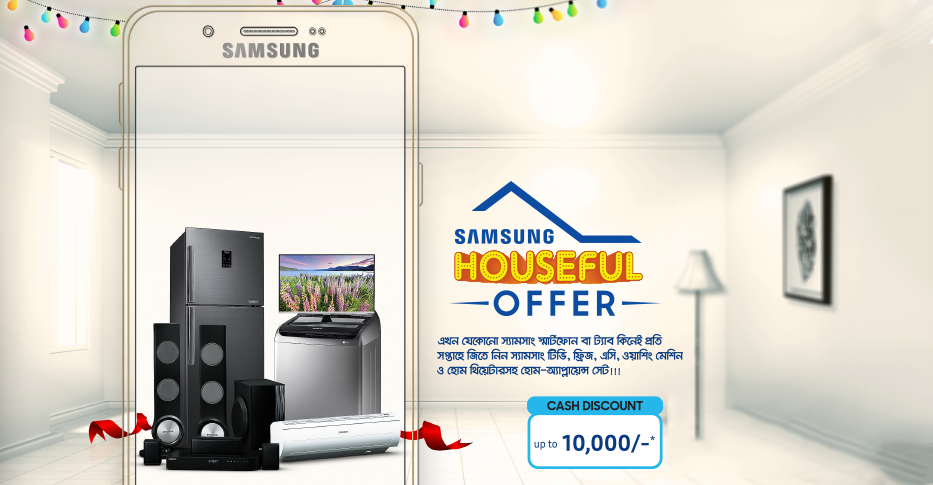 SAMSUNG
SAMSUNG
HOUSEFUL
OFFER
এখন যেকোনো স্যামসাং স্মার্টফোন বা ট্যাব কিনেই প্রতি
সপ্তাহে জিতে নিন স্যামসাং টিভি, ফ্রিজ, এসি, ওয়াশিং মেশিন
ও হোম থিয়েটারসহ হোম-অ্যাপ্লায়েন্স সেট!!!
CASH DISCOUNT
up to 10,000/-*